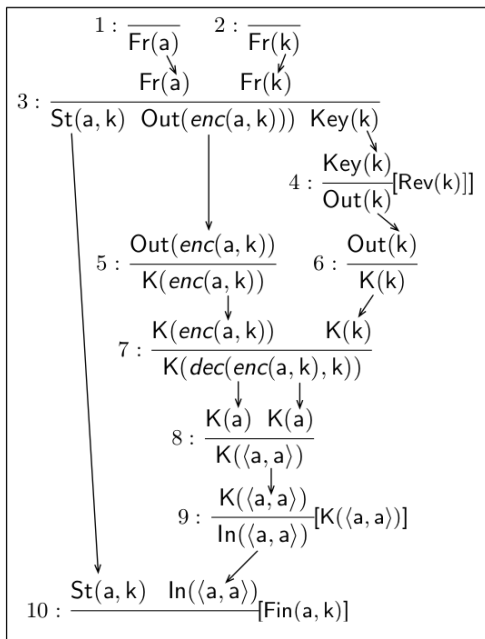 1 : 2 :
Fr(a) Fr(k)
Fr(a) Fr(k)
3 :
St(a, k) Out(enc(a, k))) Key(k)
Key(k)
4 : [Rev(k)]]
Out(k)
Out(enc(a, k)) Out(k)
5 : 6 :
K(enc(a, k)) K(k)
K(enc(a, k)) K(k)
7 :
K(dec(enc(a, k), k))
K(a) K(a)
8 :
K(⟨a, a⟩)
K(⟨a, a⟩)
9 : [K(⟨a, a⟩)]
In(⟨a, a⟩)
St(a, k) In(⟨a, a⟩)
10 : [Fin(a, k)]